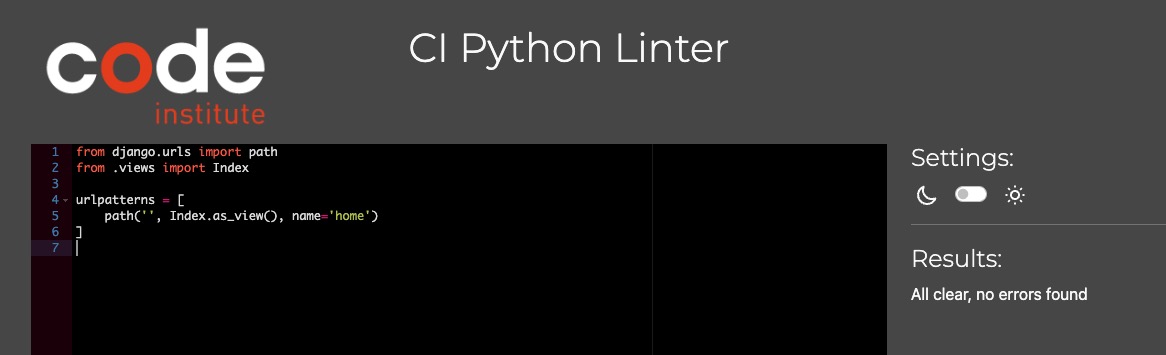 code
institute
CI Python Linter
1 from django.urls import path
2 from .views import Index
3
4 urlpatterns = [
5     path('', Index.as_view(), name='home')
6 ]
7
Settings:
Results:
All clear, no errors found